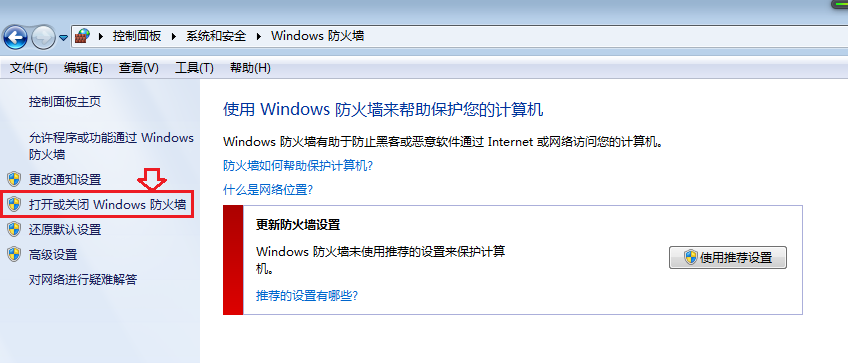 控制面板 系统和安全 Windows 防火墙
文件(F) 编辑(E) 查看(V) 工具(T) 帮助(H)
控制面板主页
允许程序或功能通过 Windows
防火墙
更改通知设置
打开或关闭 Windows 防火墙
还原默认设置
高级设置
对网络进行疑难解答
使用 Windows 防火墙来帮助保护您的计算机
Windows 防火墙有助于防止黑客或恶意软件通过 Internet 或网络访问您的计算机。
防火墙如何帮助保护计算机?
什么是网络位置?
更新防火墙设置
Windows 防火墙未使用推荐的设置来保护计算
机。
使用推荐设置
推荐的设置有哪些?